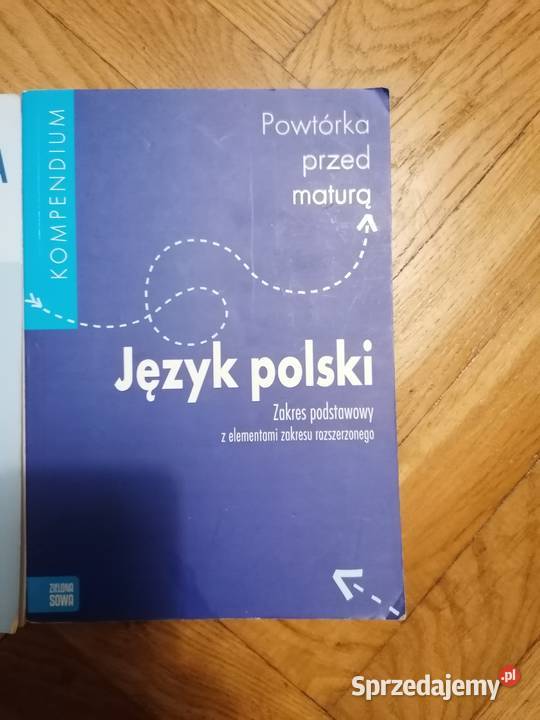 A
KOMPENDIUM
Powtórka
przed
maturą
Język polski
Zakres podstawowy
z elementami zakresu rozszerzonego
ZIELONA
SOWA
Sprzedajemy.pl